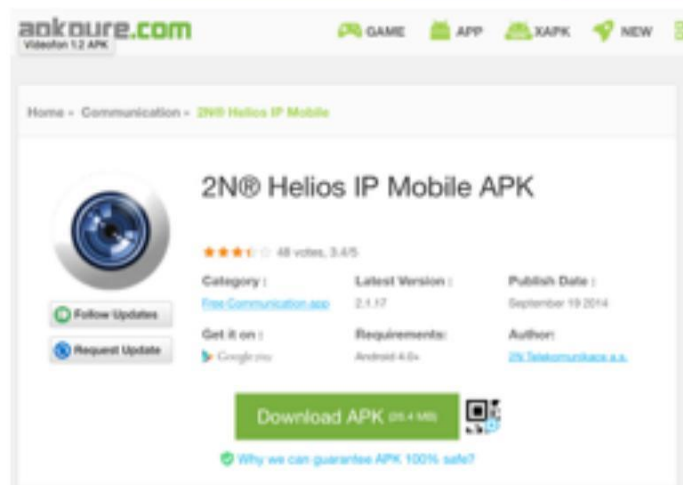 apkpure.com
Videofon 1.2 APK
GAME APP XAPK NEW
Home » Communication » 2N® Helios IP Mobile
2N® Helios IP Mobile APK
48 votes, 3.4/5
Category : Latest Version : Publish Date :
Free Communication app 2.1.17 September 19 2014
Follow Updates
Get it on : Requirements: Author:
Request Update
Google play Android 4.0+ 2N Telekomunikace a.s.
Download APK (26.4 MB)
Why we can guarantee APK 100% safe?